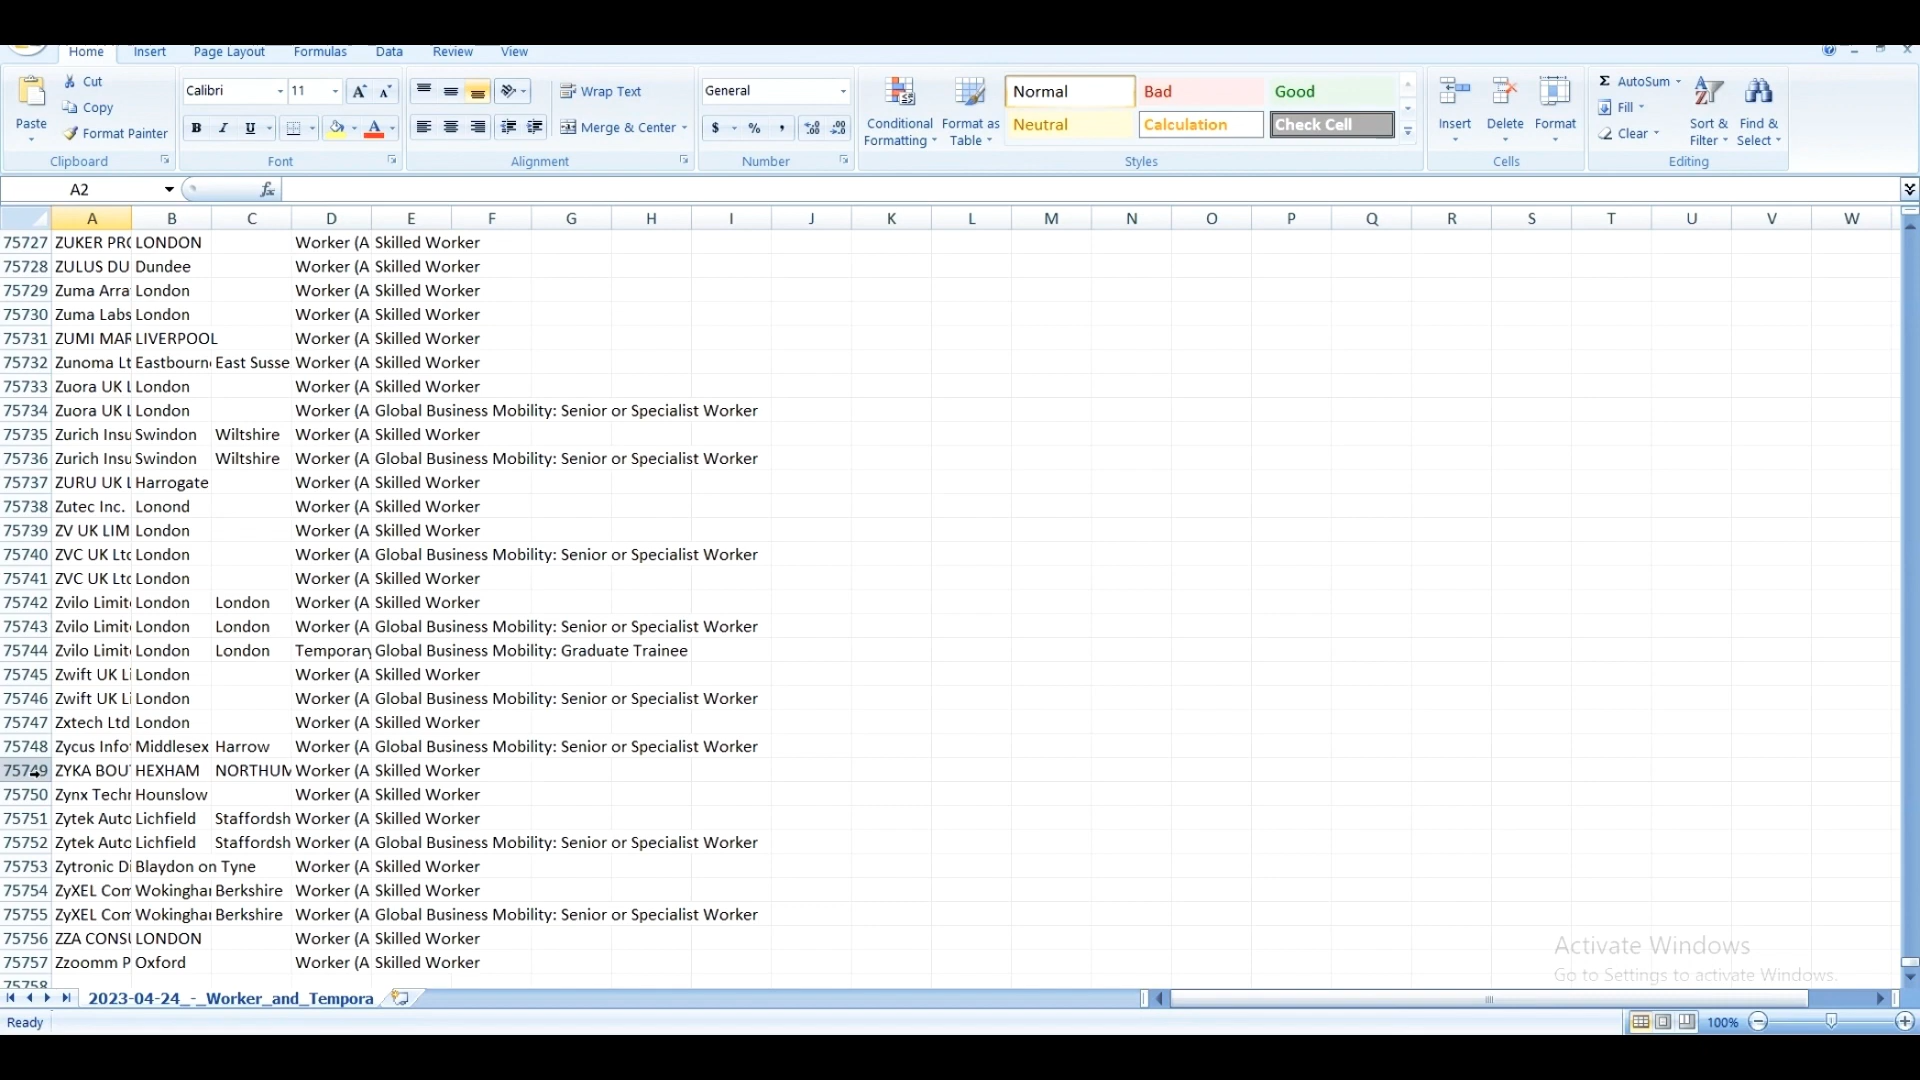 Home Insert Page Layout Formulas Data Review View
Cut Calibri 11 Wrap Text General Normal Bad Good AutoSum
Copy Fill
Paste Format Painter B I U Merge & Center $ % , Conditional Formatting Format as Table Neutral Calculation Check Cell Insert Delete Format Clear Sort & Filter Find & Select
Clipboard Font Alignment Number Styles Cells Editing
A2 fx
A B C D E F G H I J K L M N O P Q R S T U V W
75727 ZUKER PRO LONDON Worker (A Skilled Worker
75728 ZULUS DU Dundee Worker (A Skilled Worker
75729 Zuma Arra London Worker (A Skilled Worker
75730 Zuma Labs London Worker (A Skilled Worker
75731 ZUMI MAR LIVERPOOL Worker (A Skilled Worker
75732 Zunoma Lt Eastbourn East Susse Worker (A Skilled Worker
75733 Zuora UK L London Worker (A Skilled Worker
75734 Zuora UK L London Worker (A Global Business Mobility: Senior or Specialist Worker
75735 Zurich Insu Swindon Wiltshire Worker (A Skilled Worker
75736 Zurich Insu Swindon Wiltshire Worker (A Global Business Mobility: Senior or Specialist Worker
75737 ZURU UK L Harrogate Worker (A Skilled Worker
75738 Zutec Inc. Lonond Worker (A Skilled Worker
75739 ZV UK LIM London Worker (A Skilled Worker
75740 ZVC UK Ltd London Worker (A Global Business Mobility: Senior or Specialist Worker
75741 ZVC UK Ltd London Worker (A Skilled Worker
75742 Zvilo Limit London London Worker (A Skilled Worker
75743 Zvilo Limit London London Worker (A Global Business Mobility: Senior or Specialist Worker
75744 Zvilo Limit London London Temporary Global Business Mobility: Graduate Trainee
75745 Zwift UK Li London Worker (A Skilled Worker
75746 Zwift UK Li London Worker (A Global Business Mobility: Senior or Specialist Worker
75747 Zxtech Ltd London Worker (A Skilled Worker
75748 Zycus Info Middlesex Harrow Worker (A Global Business Mobility: Senior or Specialist Worker
75749 ZYKA BOU HEXHAM NORTHUM Worker (A Skilled Worker
75750 Zynx Techn Hounslow Worker (A Skilled Worker
75751 Zytek Auto Lichfield Staffordsh Worker (A Skilled Worker
75752 Zytek Auto Lichfield Staffordsh Worker (A Global Business Mobility: Senior or Specialist Worker
75753 Zytronic Di Blaydon on Tyne Worker (A Skilled Worker
75754 ZyXEL Com Wokingha Berkshire Worker (A Skilled Worker
75755 ZyXEL Com Wokingha Berkshire Worker (A Global Business Mobility: Senior or Specialist Worker
75756 ZZA CONSU LONDON Worker (A Skilled Worker
75757 Zzoomm P Oxford Worker (A Skilled Worker
75758
Activate Windows
Go to Settings to activate Windows.
2023-04-24_-_Worker_and_Tempora
Ready 100%